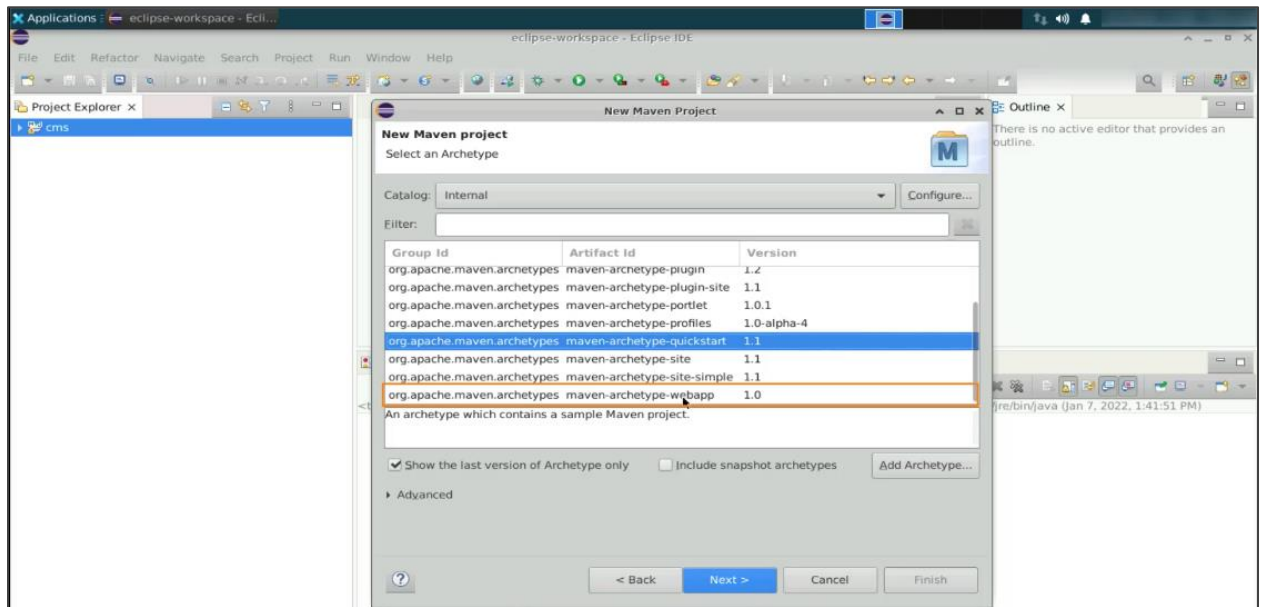 Applications eclipse-workspace - Ecli...
eclipse-workspace - Eclipse IDE
File Edit Refactor Navigate Search Project Run Window Help
Project Explorer
cms
New Maven Project
New Maven project
Select an Archetype
M
Catalog: Internal Configure...
Filter:
Group Id Artifact Id Version
org.apache.maven.archetypes maven-archetype-plugin 1.2
org.apache.maven.archetypes maven-archetype-plugin-site 1.1
org.apache.maven.archetypes maven-archetype-portlet 1.0.1
org.apache.maven.archetypes maven-archetype-profiles 1.0-alpha-4
org.apache.maven.archetypes maven-archetype-quickstart 1.1
org.apache.maven.archetypes maven-archetype-site 1.1
org.apache.maven.archetypes maven-archetype-site-simple 1.1
org.apache.maven.archetypes maven-archetype-webapp 1.0
An archetype which contains a sample Maven project.
Show the last version of Archetype only Include snapshot archetypes Add Archetype...
Advanced
? < Back Next > Cancel Finish
Outline
There is no active editor that provides an
outline.
<t
/jre/bin/java (Jan 7, 2022, 1:41:51 PM)